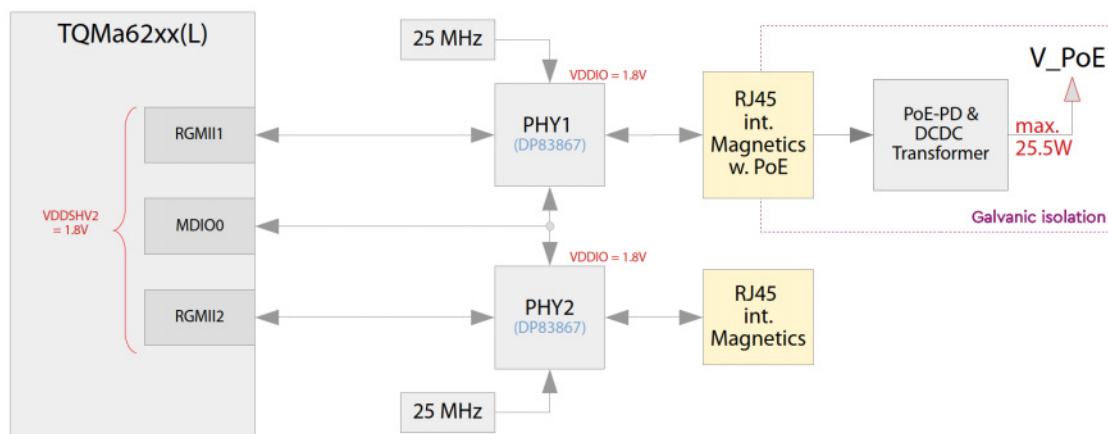 TQMa62xx(L)
25 MHz
V_PoE
VDDIO = 1.8V
RGMII1
PHY1
(DP83867)
RJ45
int.
Magnetics
w. PoE
PoE-PD &
DCDC
Transformer
max.
25.5W
VDDSHV2
= 1.8V
MDIO0
Galvanic isolation
VDDIO = 1.8V
RGMII2
PHY2
(DP83867)
RJ45
int.
Magnetics
25 MHz